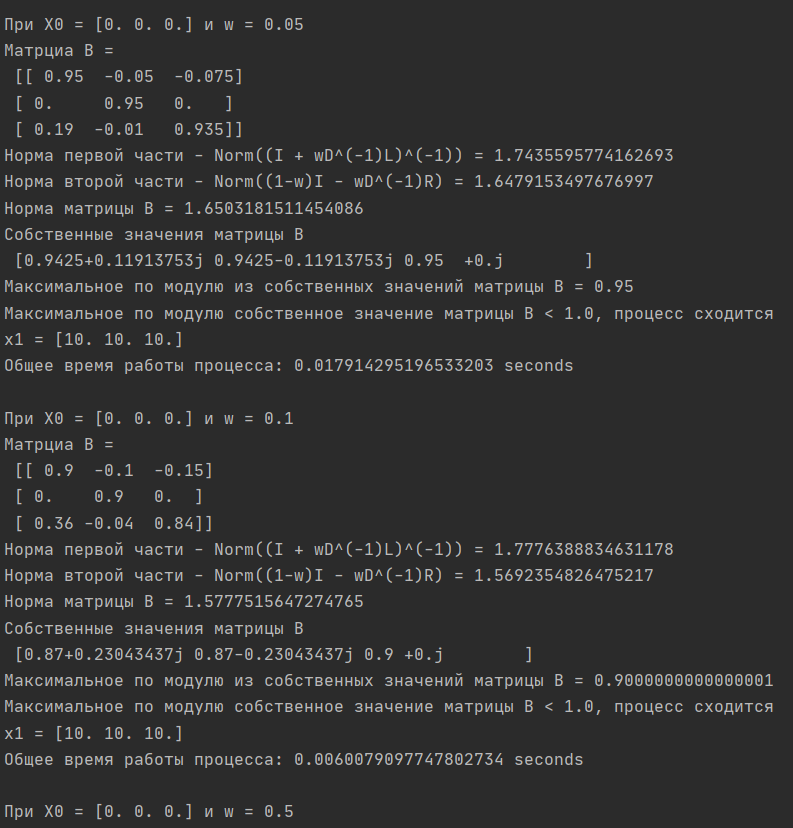 При X0 = [0. 0. 0.] и w = 0.05
Матрциа B =
 [[ 0.95  -0.05  -0.075]
 [ 0.     0.95   0.   ]
 [ 0.19  -0.01   0.935]]
Норма первой части - Norm((I + wD^(-1)L)^(-1)) = 1.7435595774162693
Норма второй части - Norm((1-w)I - wD^(-1)R) = 1.6479153497676997
Норма матрицы B = 1.6503181511454086
Собственные значения матрицы B
 [0.9425+0.11913753j 0.9425-0.11913753j 0.95  +0.j        ]
Максимальное по модулю из собственных значений матрицы B = 0.95
Максимальное по модулю собственное значение матрицы B < 1.0, процесс сходится
x1 = [10. 10. 10.]
Общее время работы процесса: 0.017914295196533203 seconds
При X0 = [0. 0. 0.] и w = 0.1
Матрциа B =
 [[ 0.9  -0.1  -0.15]
 [ 0.    0.9   0.  ]
 [ 0.36 -0.04  0.84]]
Норма первой части - Norm((I + wD^(-1)L)^(-1)) = 1.7776388834631178
Норма второй части - Norm((1-w)I - wD^(-1)R) = 1.5692354826475217
Норма матрицы B = 1.5777515647274765
Собственные значения матрицы B
 [0.87+0.23043437j 0.87-0.23043437j 0.9 +0.j        ]
Максимальное по модулю из собственных значений матрицы B = 0.9000000000000001
Максимальное по модулю собственное значение матрицы B < 1.0, процесс сходится
x1 = [10. 10. 10.]
Общее время работы процесса: 0.0060079097747802734 seconds
При X0 = [0. 0. 0.] и w = 0.5